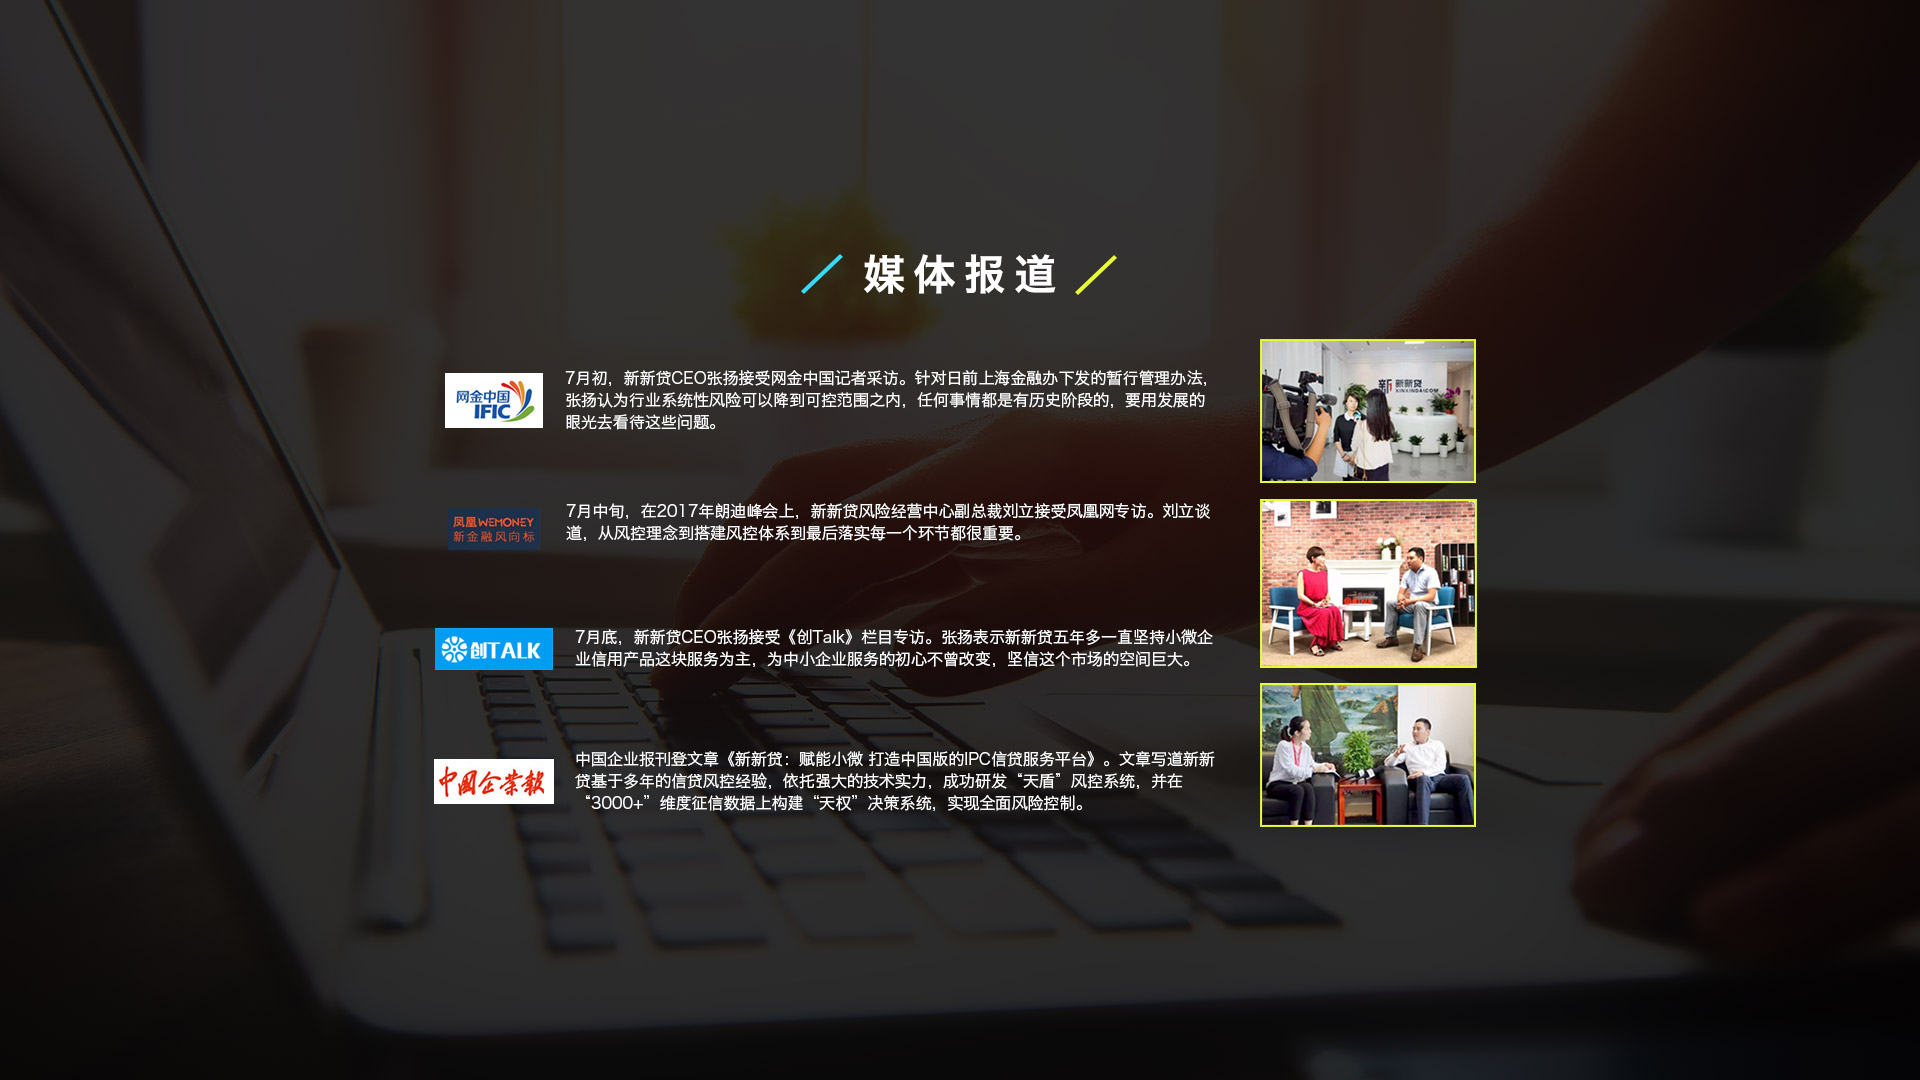 媒体报道
网金中国
IFIC
7月初，新新贷CEO张扬接受网金中国记者采访。针对日前上海金融办下发的暂行管理办法，
张扬认为行业系统性风险可以降到可控范围之内，任何事情都是有历史阶段的，要用发展的
眼光去看待这些问题。
新新贷
XINXINDAI.COM
凤凰WEMONEY
新金融风向标
7月中旬，在2017年朗迪峰会上，新新贷风险经营中心副总裁刘立接受凤凰网专访。刘立谈
道，从风控理念到搭建风控体系到最后落实每一个环节都很重要。
创TALK
7月底，新新贷CEO张扬接受《创Talk》栏目专访。张扬表示新新贷五年多一直坚持小微企
业信用产品这块服务为主，为中小企业服务的初心不曾改变，坚信这个市场的空间巨大。
中国企業報
中国企业报刊登文章《新新贷：赋能小微 打造中国版的IPC信贷服务平台》。文章写道新新
贷基于多年的信贷风控经验，依托强大的技术实力，成功研发“天盾”风控系统，并在
“3000+”维度征信数据上构建“天权”决策系统，实现全面风险控制。